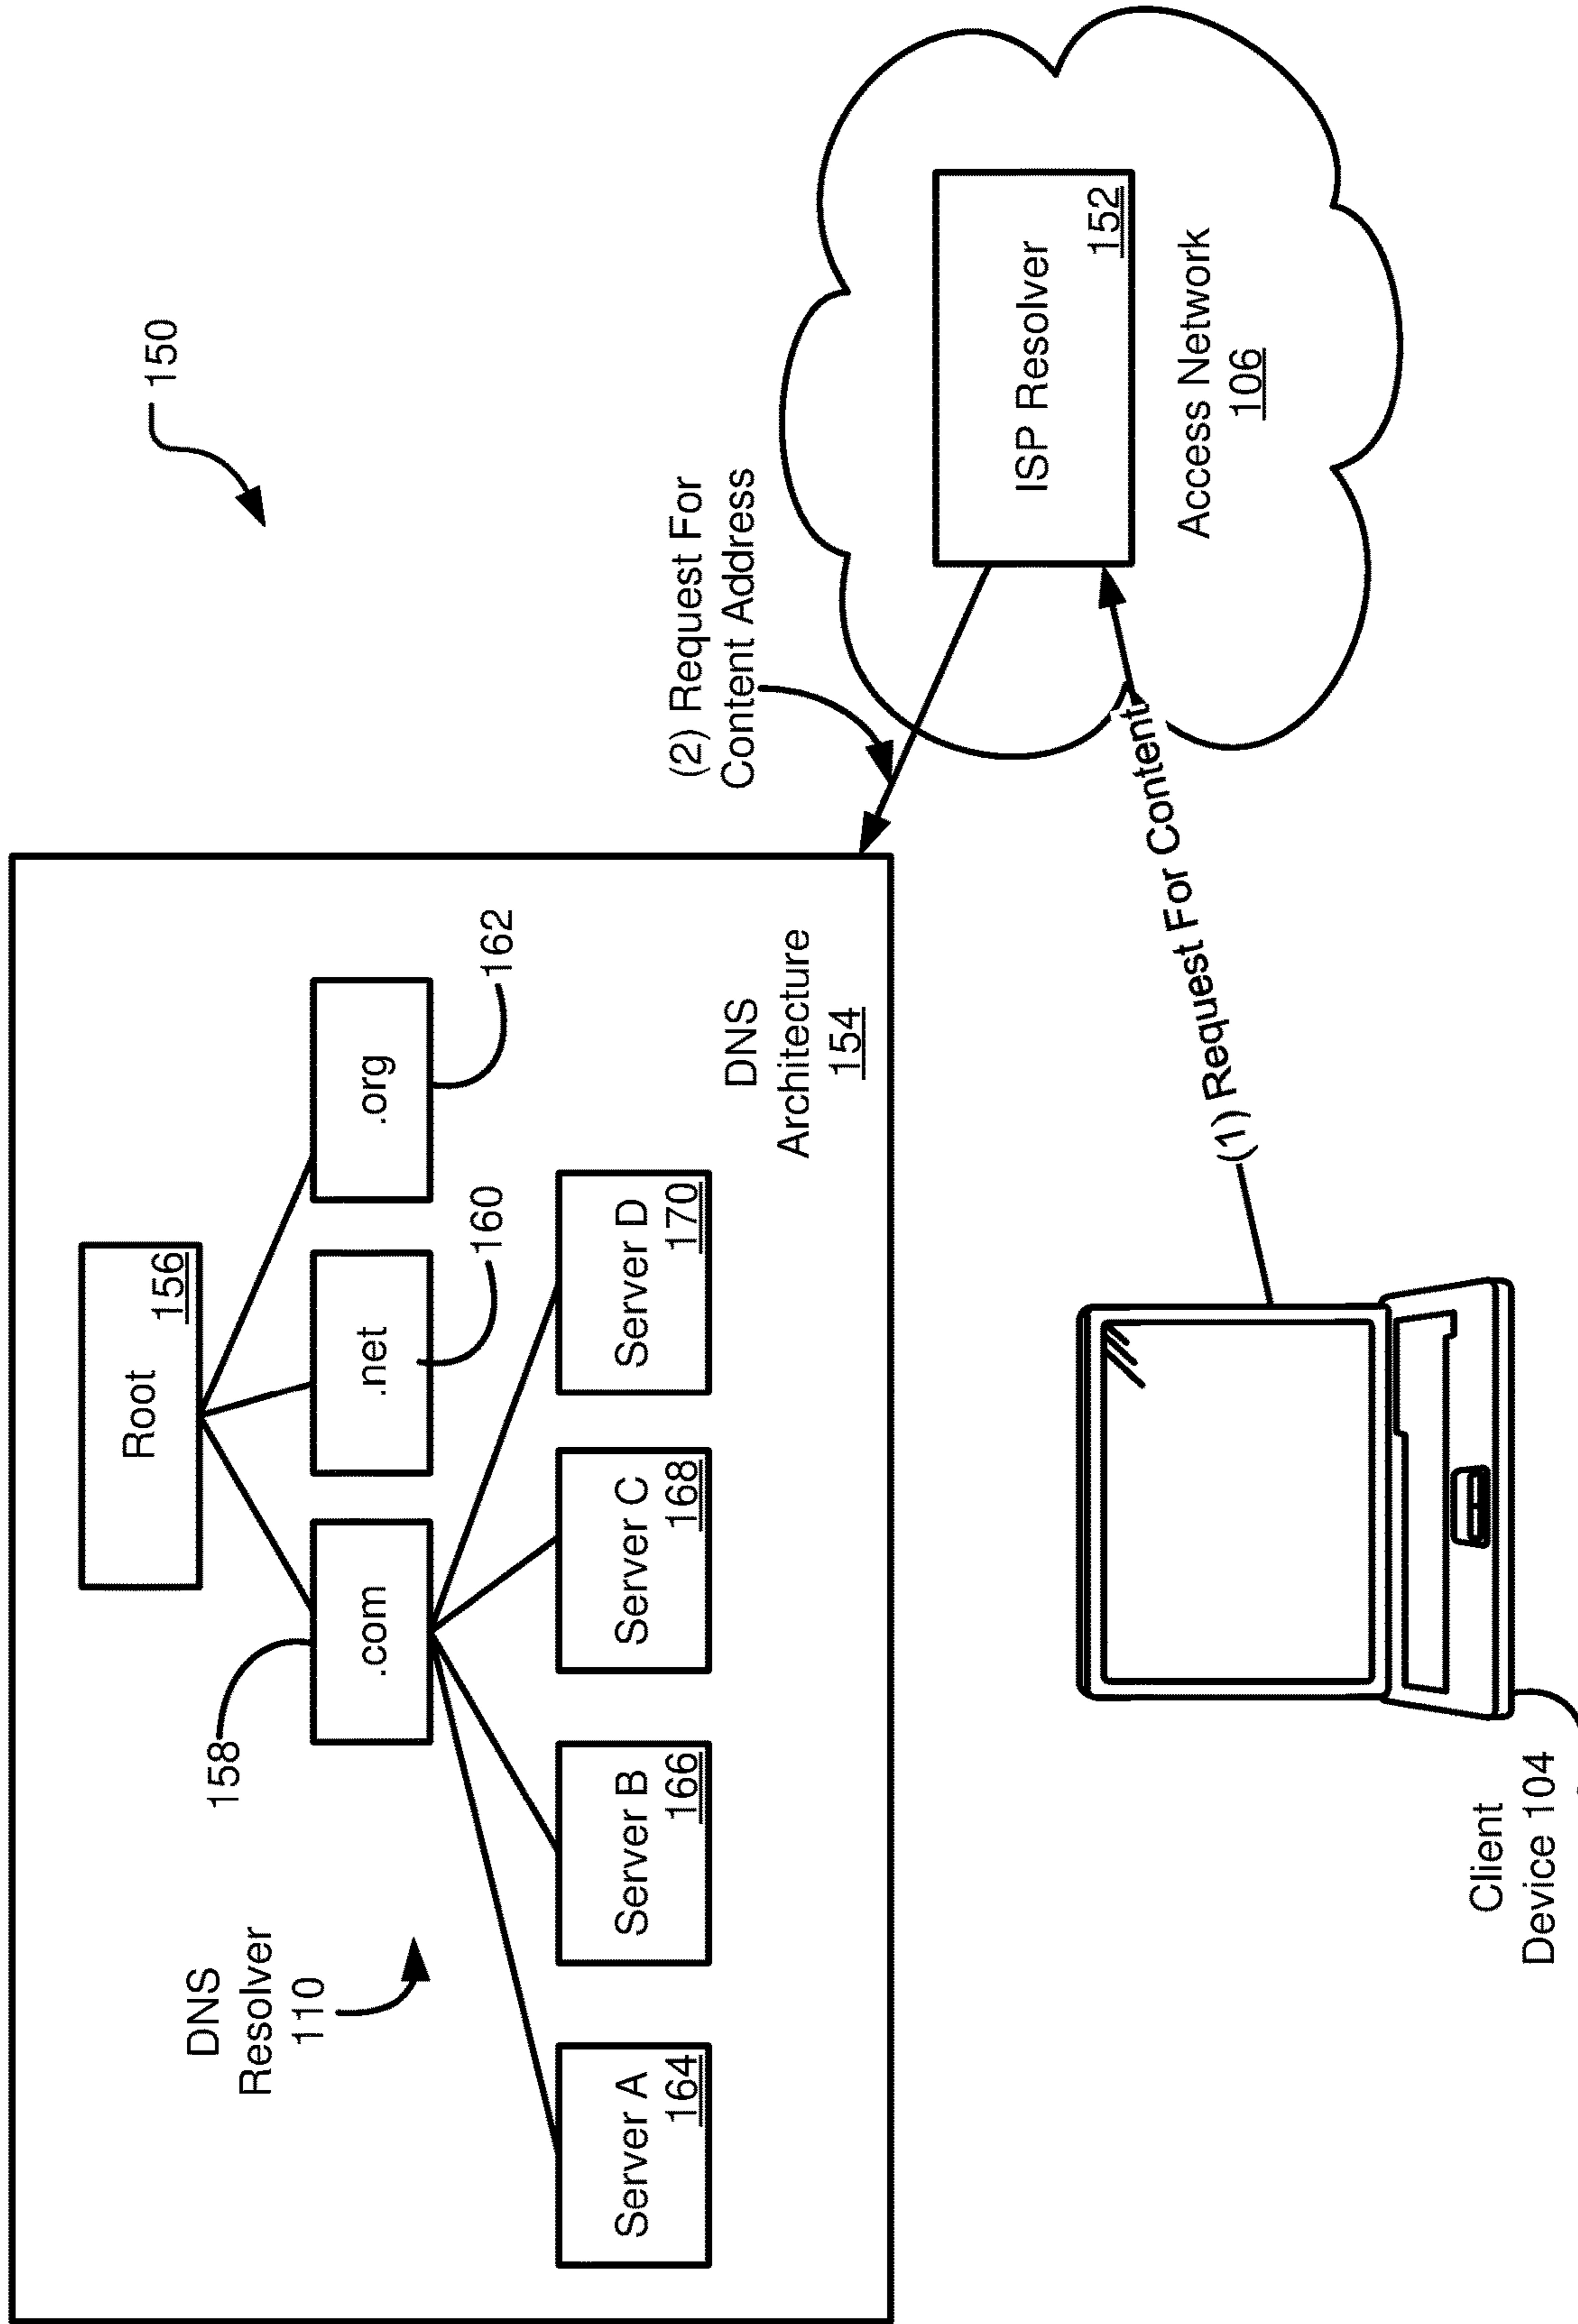 150
DNS
Resolver
110
Root
156
158
.com
.net
160
.org
162
Server A
164
Server B
166
Server C
168
Server D
170
DNS
Architecture
154
(2) Request For
Content Address
ISP Resolver
152
Access Network
106
(1) Request For Content
Client
Device 104